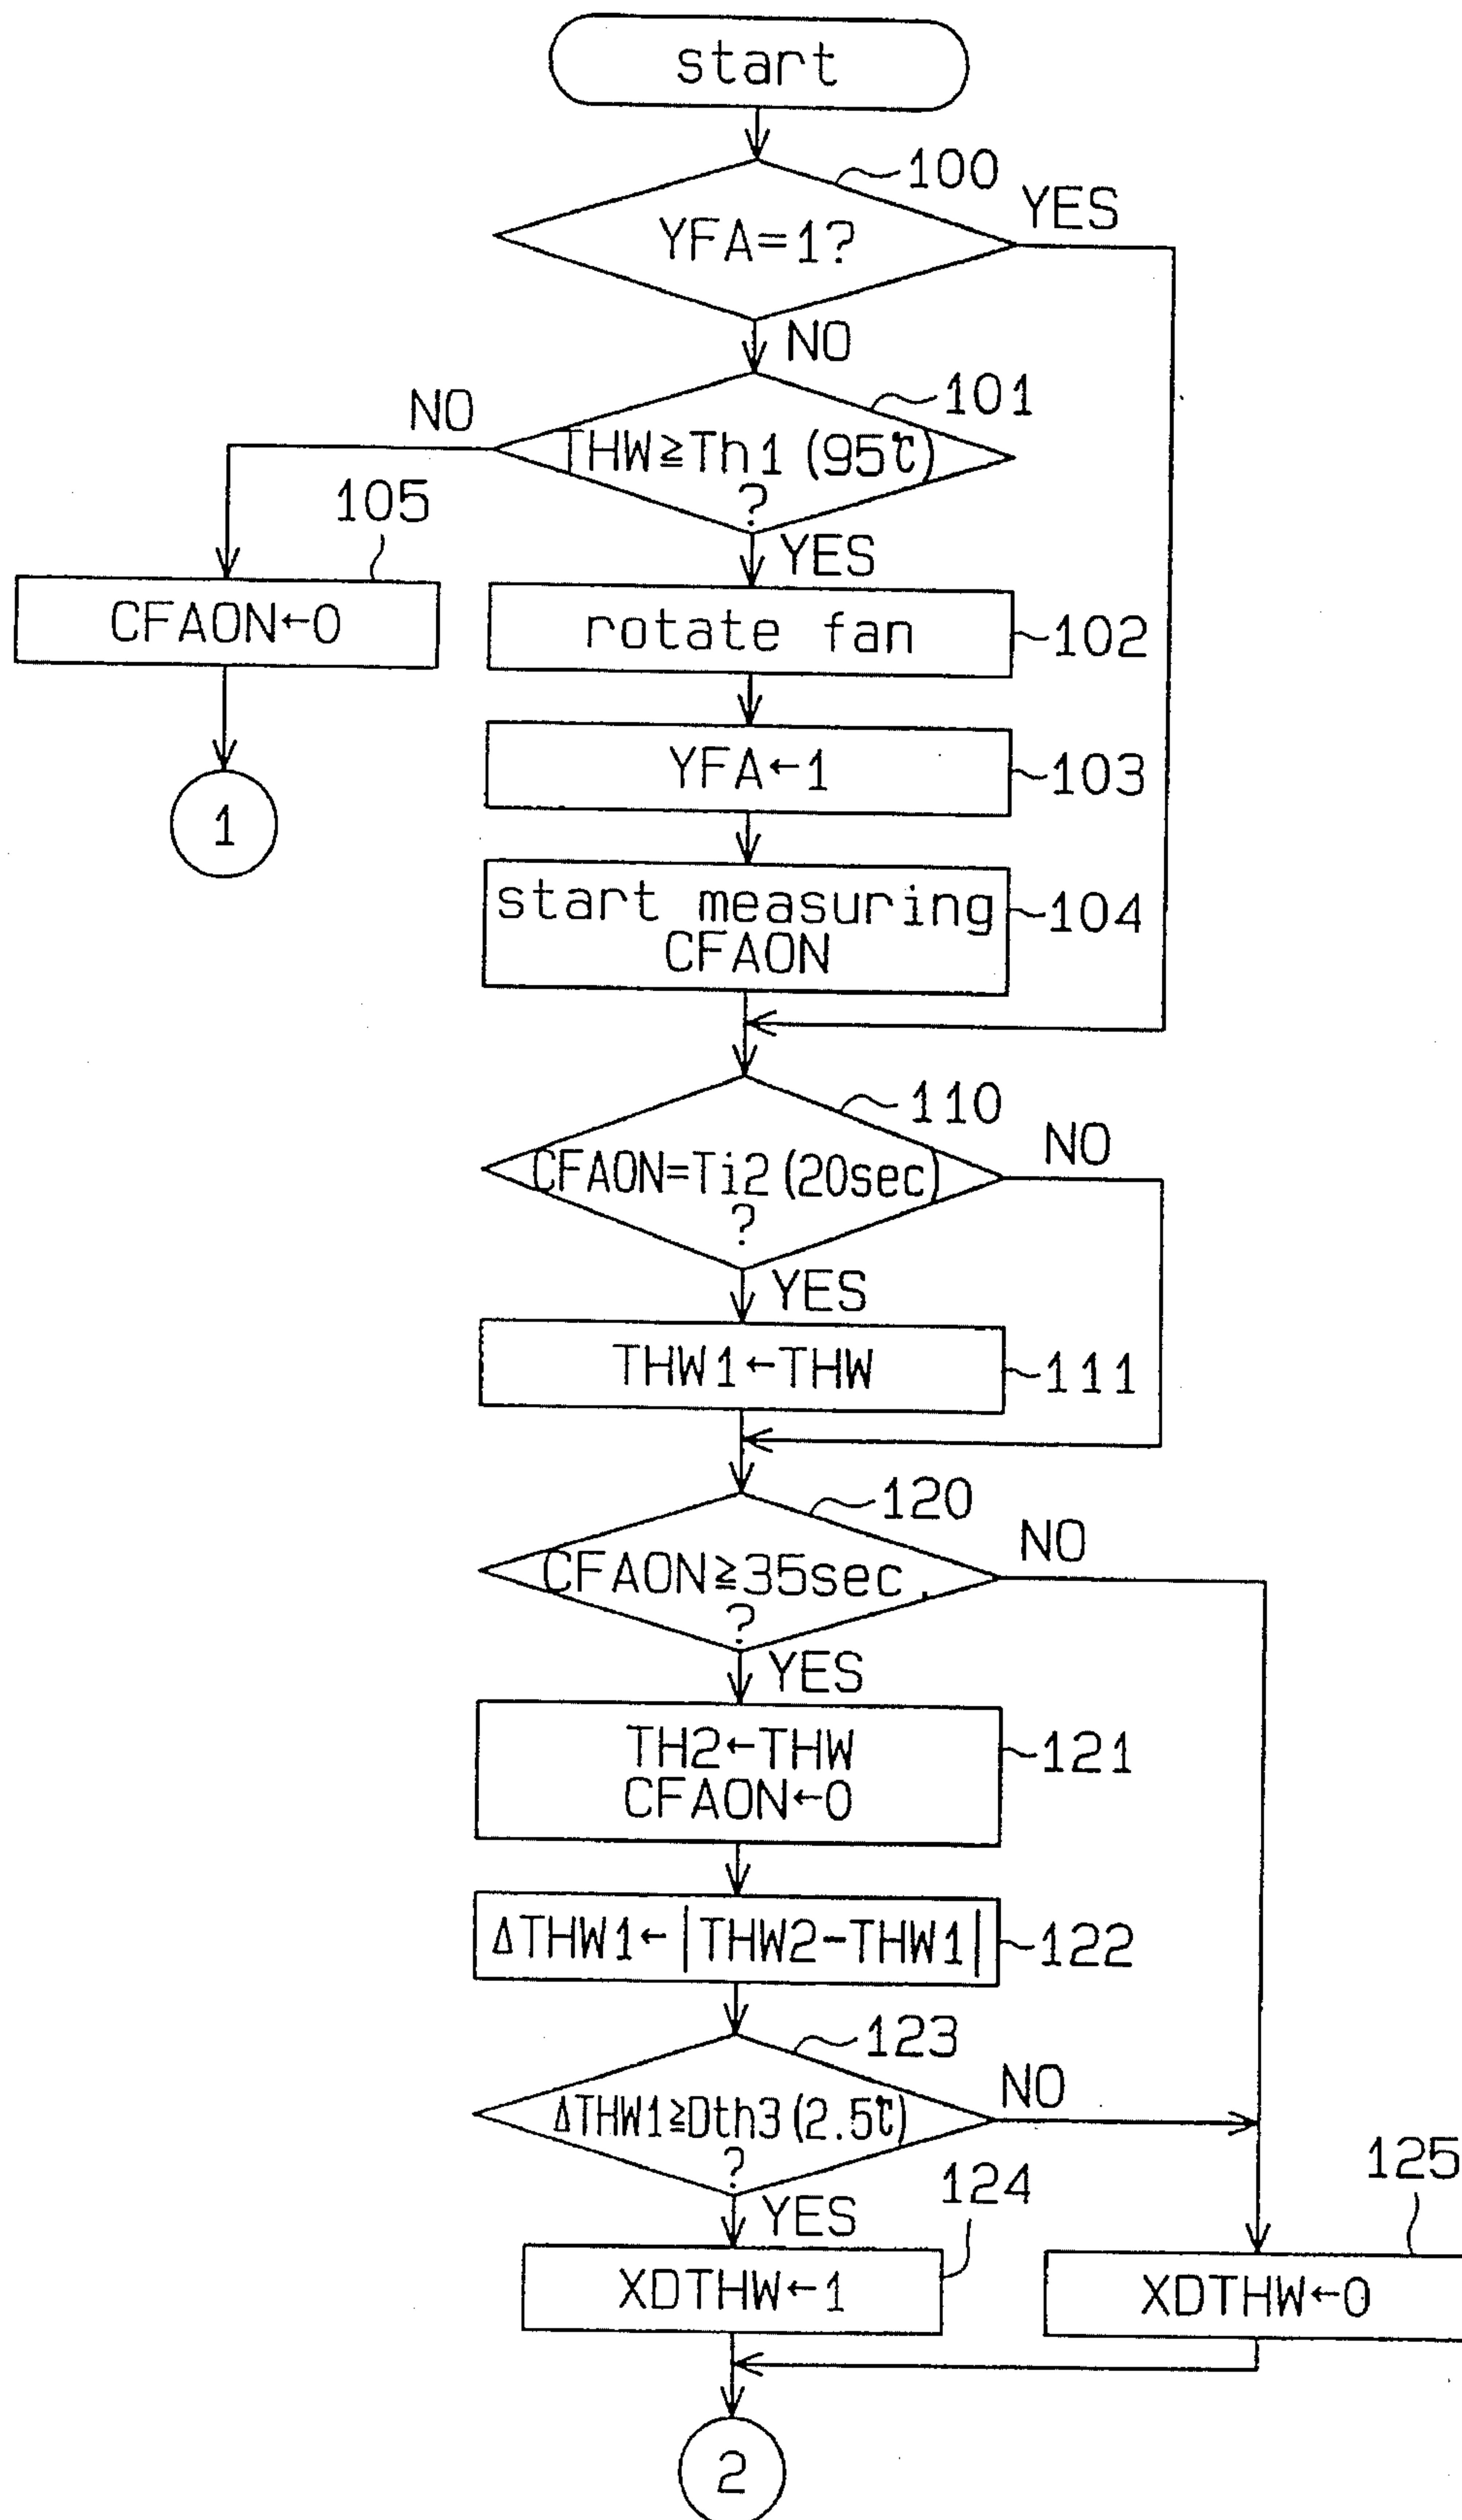 start
100
YES
YFA=1?
NO
101
NO
THW≧Th1(95℃)
?
105
YES
CFAON←0
rotate fan
102
YFA←1
103
1
start measuring
CFAON
104
110
NO
CFAON=Ti2(20sec)
?
YES
THW1←THW
111
120
NO
CFAON≧35sec.
?
YES
TH2←THW
CFAON←0
121
ΔTHW1←|THW2-THW1|
122
123
NO
ΔTHW1≧Dth3(2.5℃)
?
124
125
YES
XDTHW←1
XDTHW←0
2